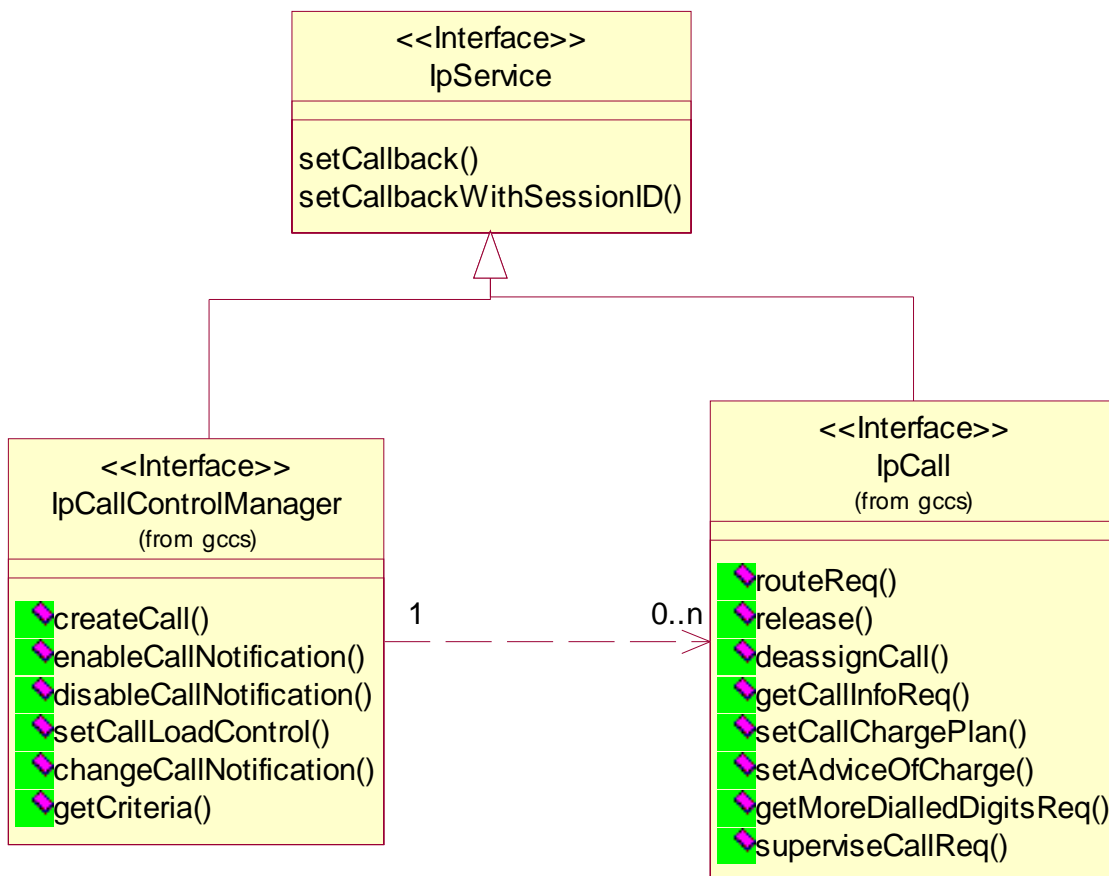 <<Interface>>
IpService
setCallback()
setCallbackWithSessionID()
<<Interface>>
IpCallControlManager
(from gccs)
createCall()
enableCallNotification()
disableCallNotification()
setCallLoadControl()
changeCallNotification()
getCriteria()
1
0..n
<<Interface>>
IpCall
(from gccs)
routeReq()
release()
deassignCall()
getCallInfoReq()
setCallChargePlan()
setAdviceOfCharge()
getMoreDialledDigitsReq()
superviseCallReq()